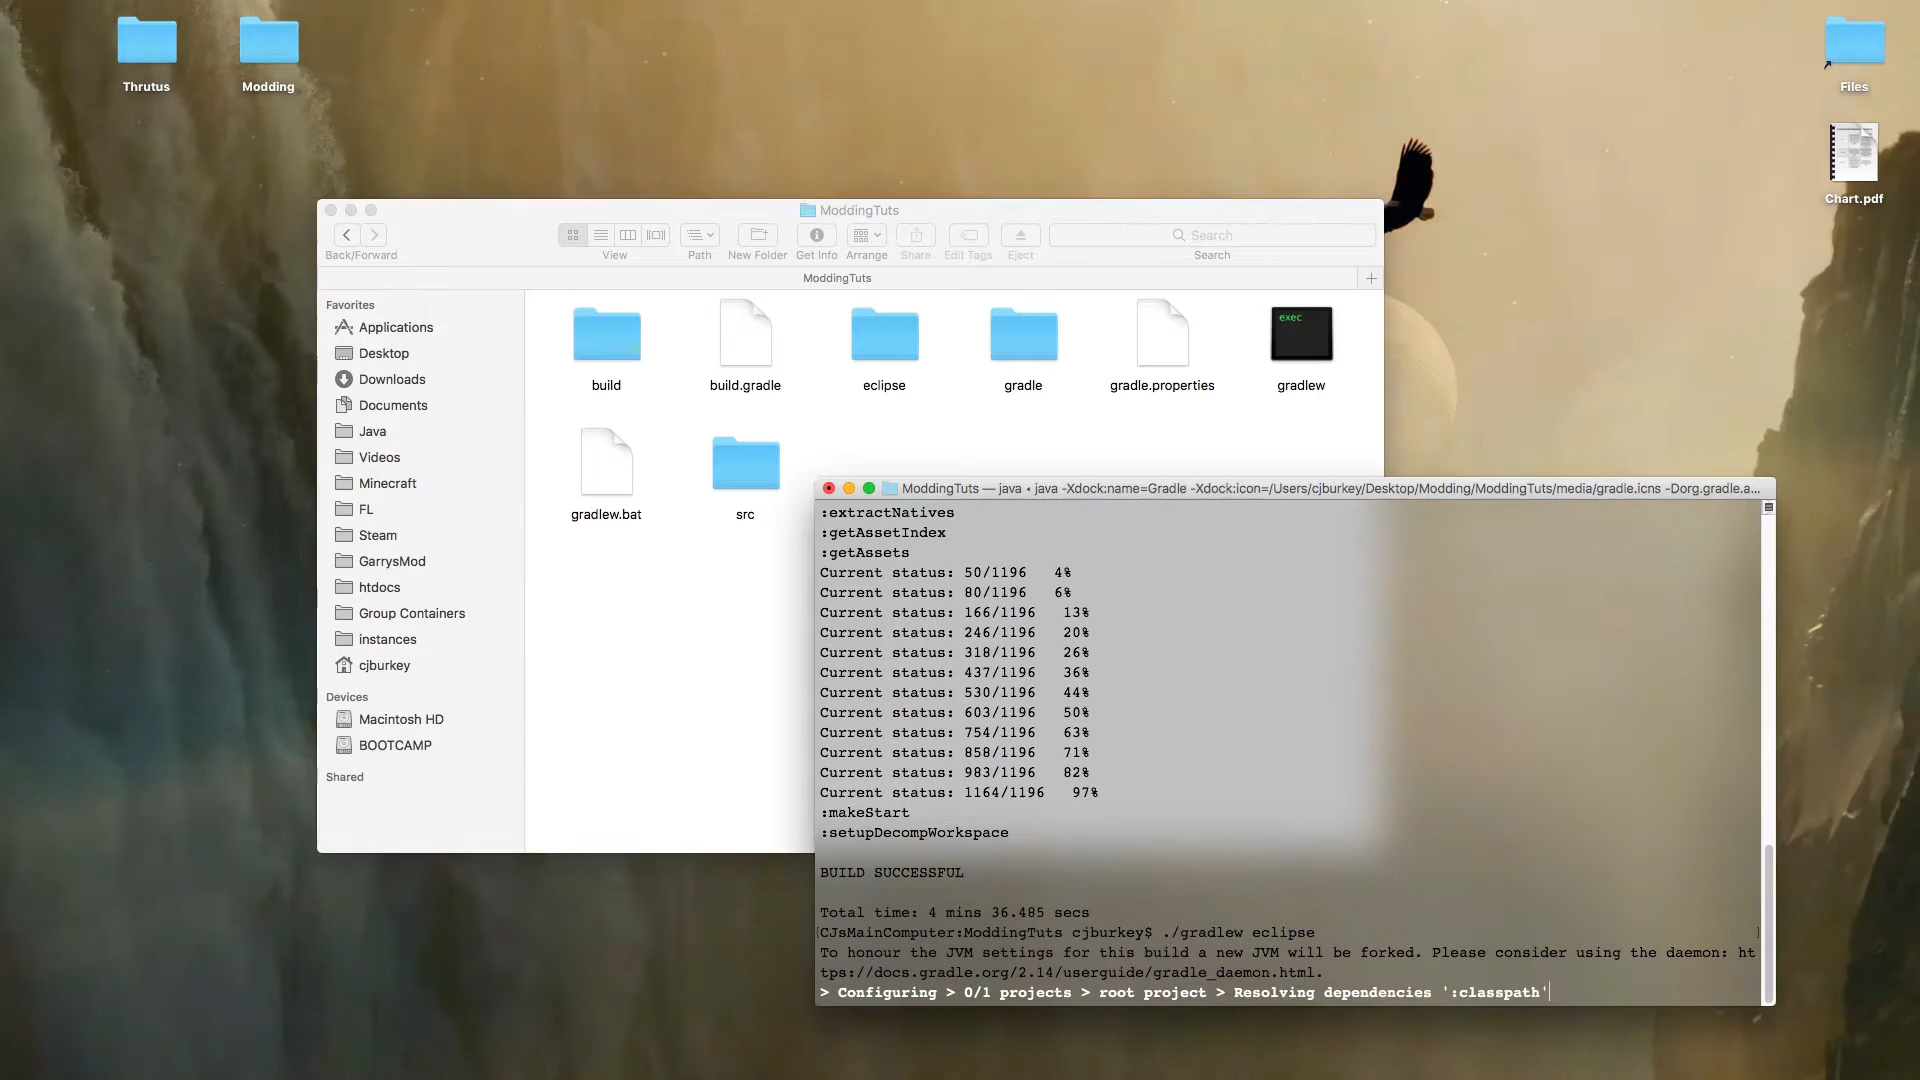 Thrutus
Modding
Files
Chart.pdf
ModdingTuts
Search
Back/Forward
View
Path
New Folder
Get Info
Arrange
Share
Edit Tags
Eject
Search
ModdingTuts
Favorites
Applications
Desktop
Downloads
Documents
Java
Videos
Minecraft
FL
Steam
GarrysMod
htdocs
Group Containers
instances
cjburkey
Devices
Macintosh HD
BOOTCAMP
Shared
build
build.gradle
eclipse
gradle
gradle.properties
exec
gradlew
gradlew.bat
src
ModdingTuts — java ◂ java -Xdock:name=Gradle -Xdock:icon=/Users/cjburkey/Desktop/Modding/ModdingTuts/media/gradle.icns -Dorg.gradle.a...
:extractNatives
:getAssetIndex
:getAssets
Current status: 50/1196   4%
Current status: 80/1196   6%
Current status: 166/1196   13%
Current status: 246/1196   20%
Current status: 318/1196   26%
Current status: 437/1196   36%
Current status: 530/1196   44%
Current status: 603/1196   50%
Current status: 754/1196   63%
Current status: 858/1196   71%
Current status: 983/1196   82%
Current status: 1164/1196   97%
:makeStart
:setupDecompWorkspace
BUILD SUCCESSFUL
Total time: 4 mins 36.485 secs
[CJsMainComputer:ModdingTuts cjburkey$ ./gradlew eclipse ]
To honour the JVM settings for this build a new JVM will be forked. Please consider using the daemon: ht
tps://docs.gradle.org/2.14/userguide/gradle_daemon.html.
> Configuring > 0/1 projects > root project > Resolving dependencies ':classpath'